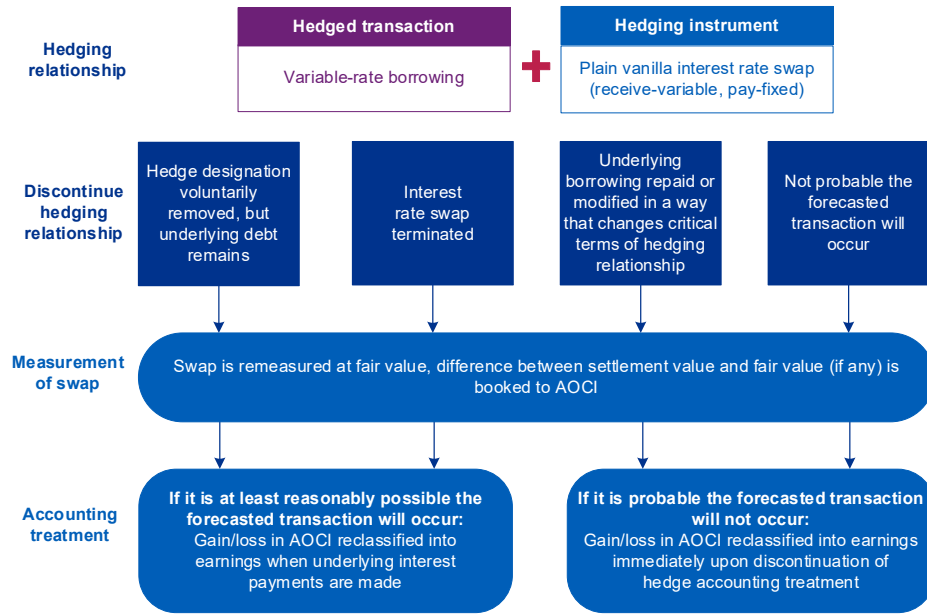 Hedging
relationship
Hedged transaction
Variable-rate borrowing
Hedging instrument
Plain vanilla interest rate swap
(receive-variable, pay-fixed)
Discontinue
hedging
relationship
Hedge designation
voluntarily
removed, but
underlying debt
remains
Interest
rate swap
terminated
Underlying
borrowing repaid or
modified in a way
that changes critical
terms of hedging
relationship
Not probable the
forecasted
transaction will
occur
Measurement
of swap
Swap is remeasured at fair value, difference between settlement value and fair value (if any) is
booked to AOCI
Accounting
treatment
If it is at least reasonably possible the
forecasted transaction will occur:
Gain/loss in AOCI reclassified into
earnings when underlying interest
payments are made
If it is probable the forecasted transaction
will not occur:
Gain/loss in AOCI reclassified into earnings
immediately upon discontinuation of
hedge accounting treatment